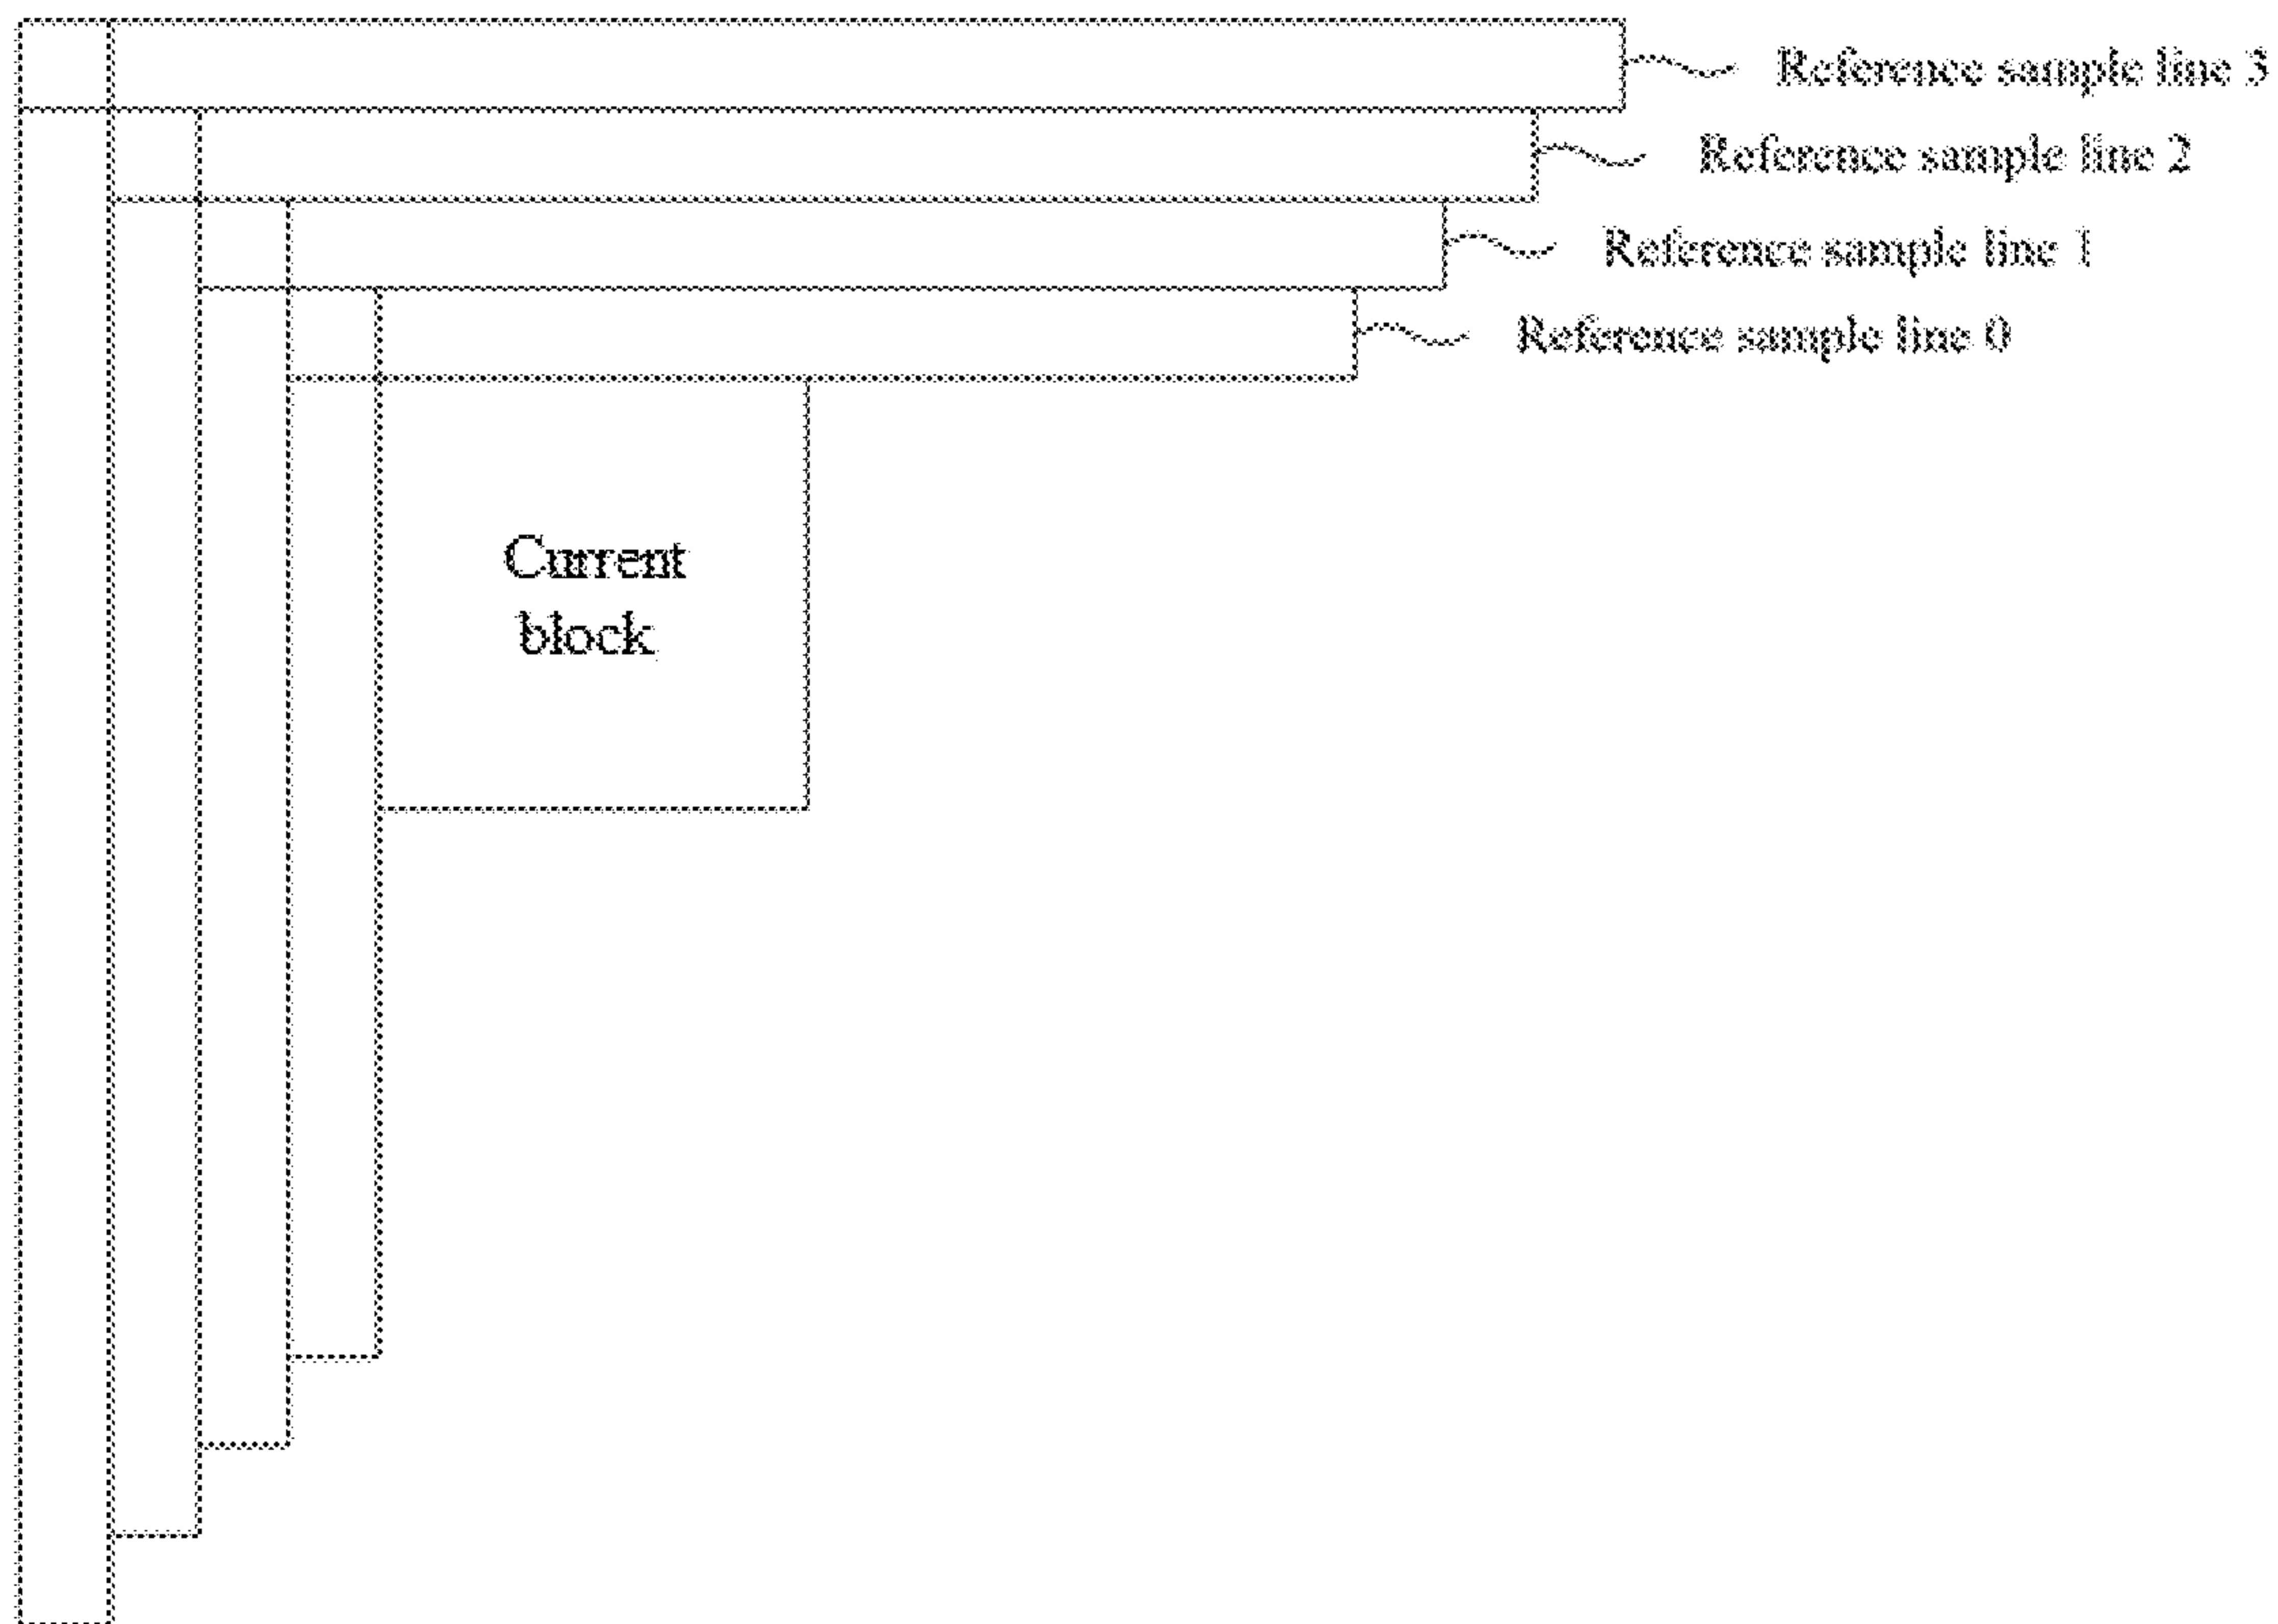 Reference sample line 3
Reference sample line 2
Reference sample line 1
Reference sample line 0
Current
block